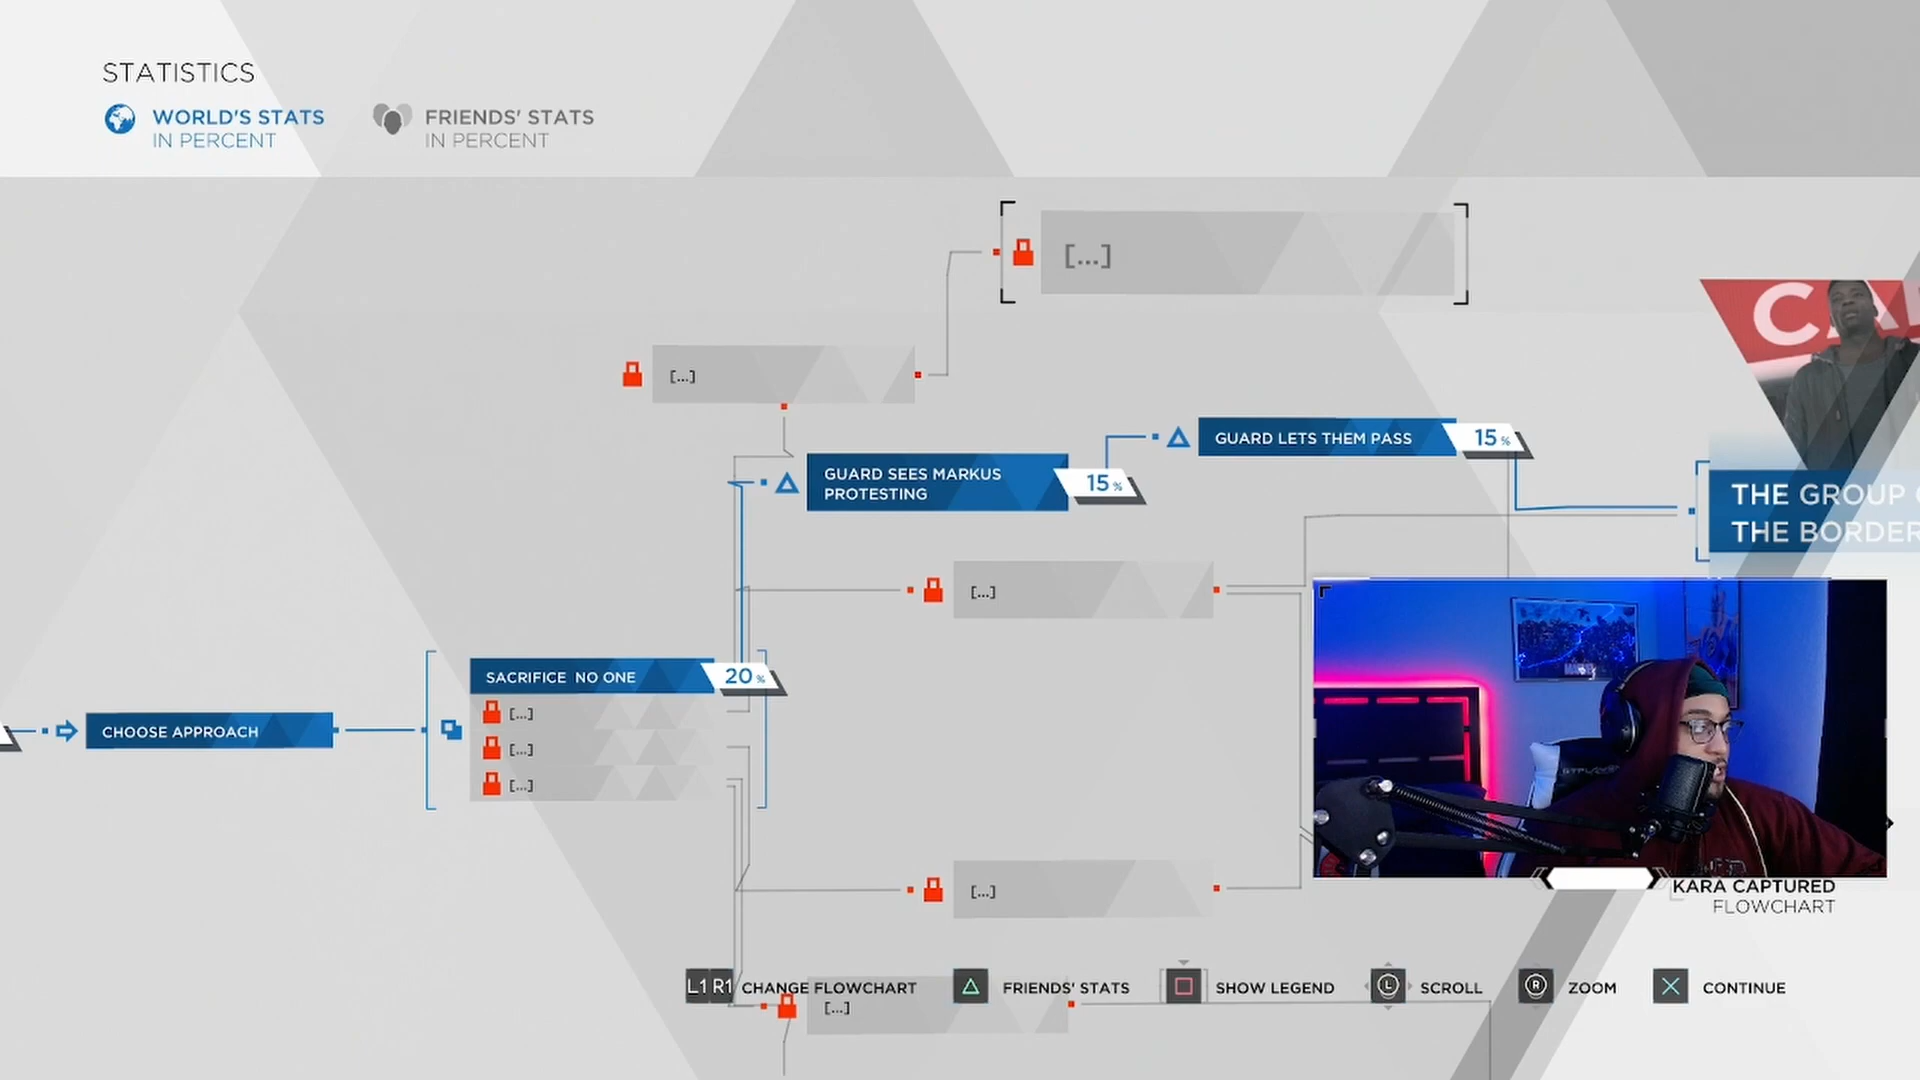 STATISTICS
WORLD'S STATS
IN PERCENT
FRIENDS' STATS
IN PERCENT
[...]
[...]
GUARD LETS THEM PASS 15 %
GUARD SEES MARKUS
PROTESTING
15 %
THE GROUP
THE BORDER
[...]
SACRIFICE NO ONE 20 %
[...]
[...]
[...]
CHOOSE APPROACH
[...]
KARA CAPTURED
FLOWCHART
L1 R1 CHANGE FLOWCHART
FRIENDS' STATS
SHOW LEGEND
L SCROLL
R ZOOM
CONTINUE
[...]